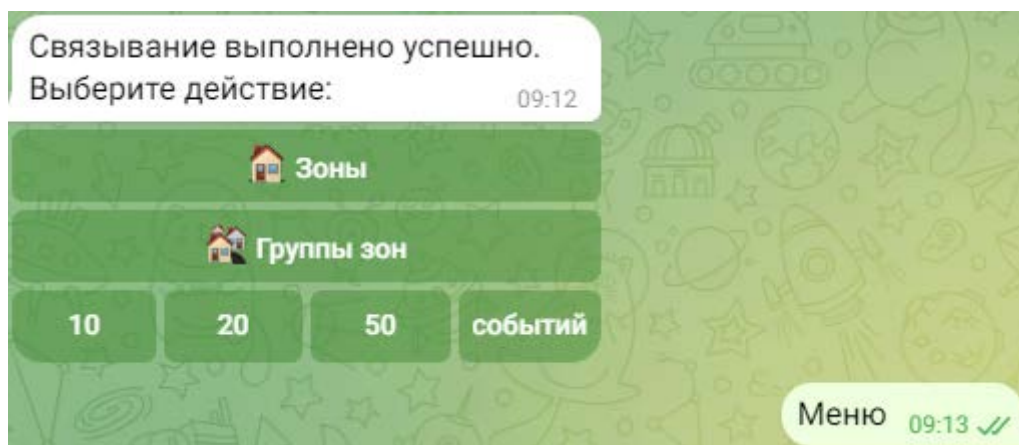 Связывание выполнено успешно.
Выберите действие:
09:12
Зоны
Группы зон
10 20 50 событий
Меню 09:13